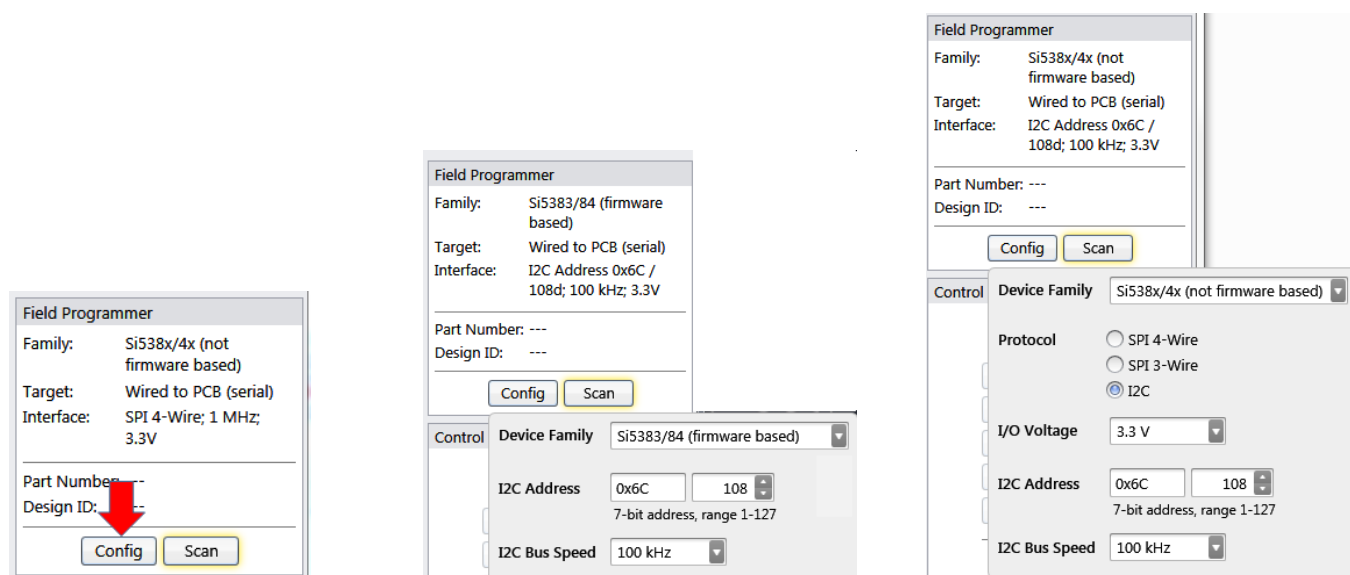 Field Programmer
Family: Si538x/4x (not
firmware based)
Target: Wired to PCB (serial)
Interface: SPI 4-Wire; 1 MHz;
3.3V
Part Number: ---
Design ID: ---
Config Scan
Field Programmer
Family: Si5383/84 (firmware
based)
Target: Wired to PCB (serial)
Interface: I2C Address 0x6C /
108d; 100 kHz; 3.3V
Part Number: ---
Design ID: ---
Config Scan
Control
Device Family Si5383/84 (firmware based)
I2C Address 0x6C 108
7-bit address, range 1-127
I2C Bus Speed 100 kHz
Field Programmer
Family: Si538x/4x (not
firmware based)
Target: Wired to PCB (serial)
Interface: I2C Address 0x6C /
108d; 100 kHz; 3.3V
Part Number: ---
Design ID: ---
Config Scan
Control
Device Family Si538x/4x (not firmware based)
Protocol SPI 4-Wire
SPI 3-Wire
I2C
I/O Voltage 3.3 V
I2C Address 0x6C 108
7-bit address, range 1-127
I2C Bus Speed 100 kHz